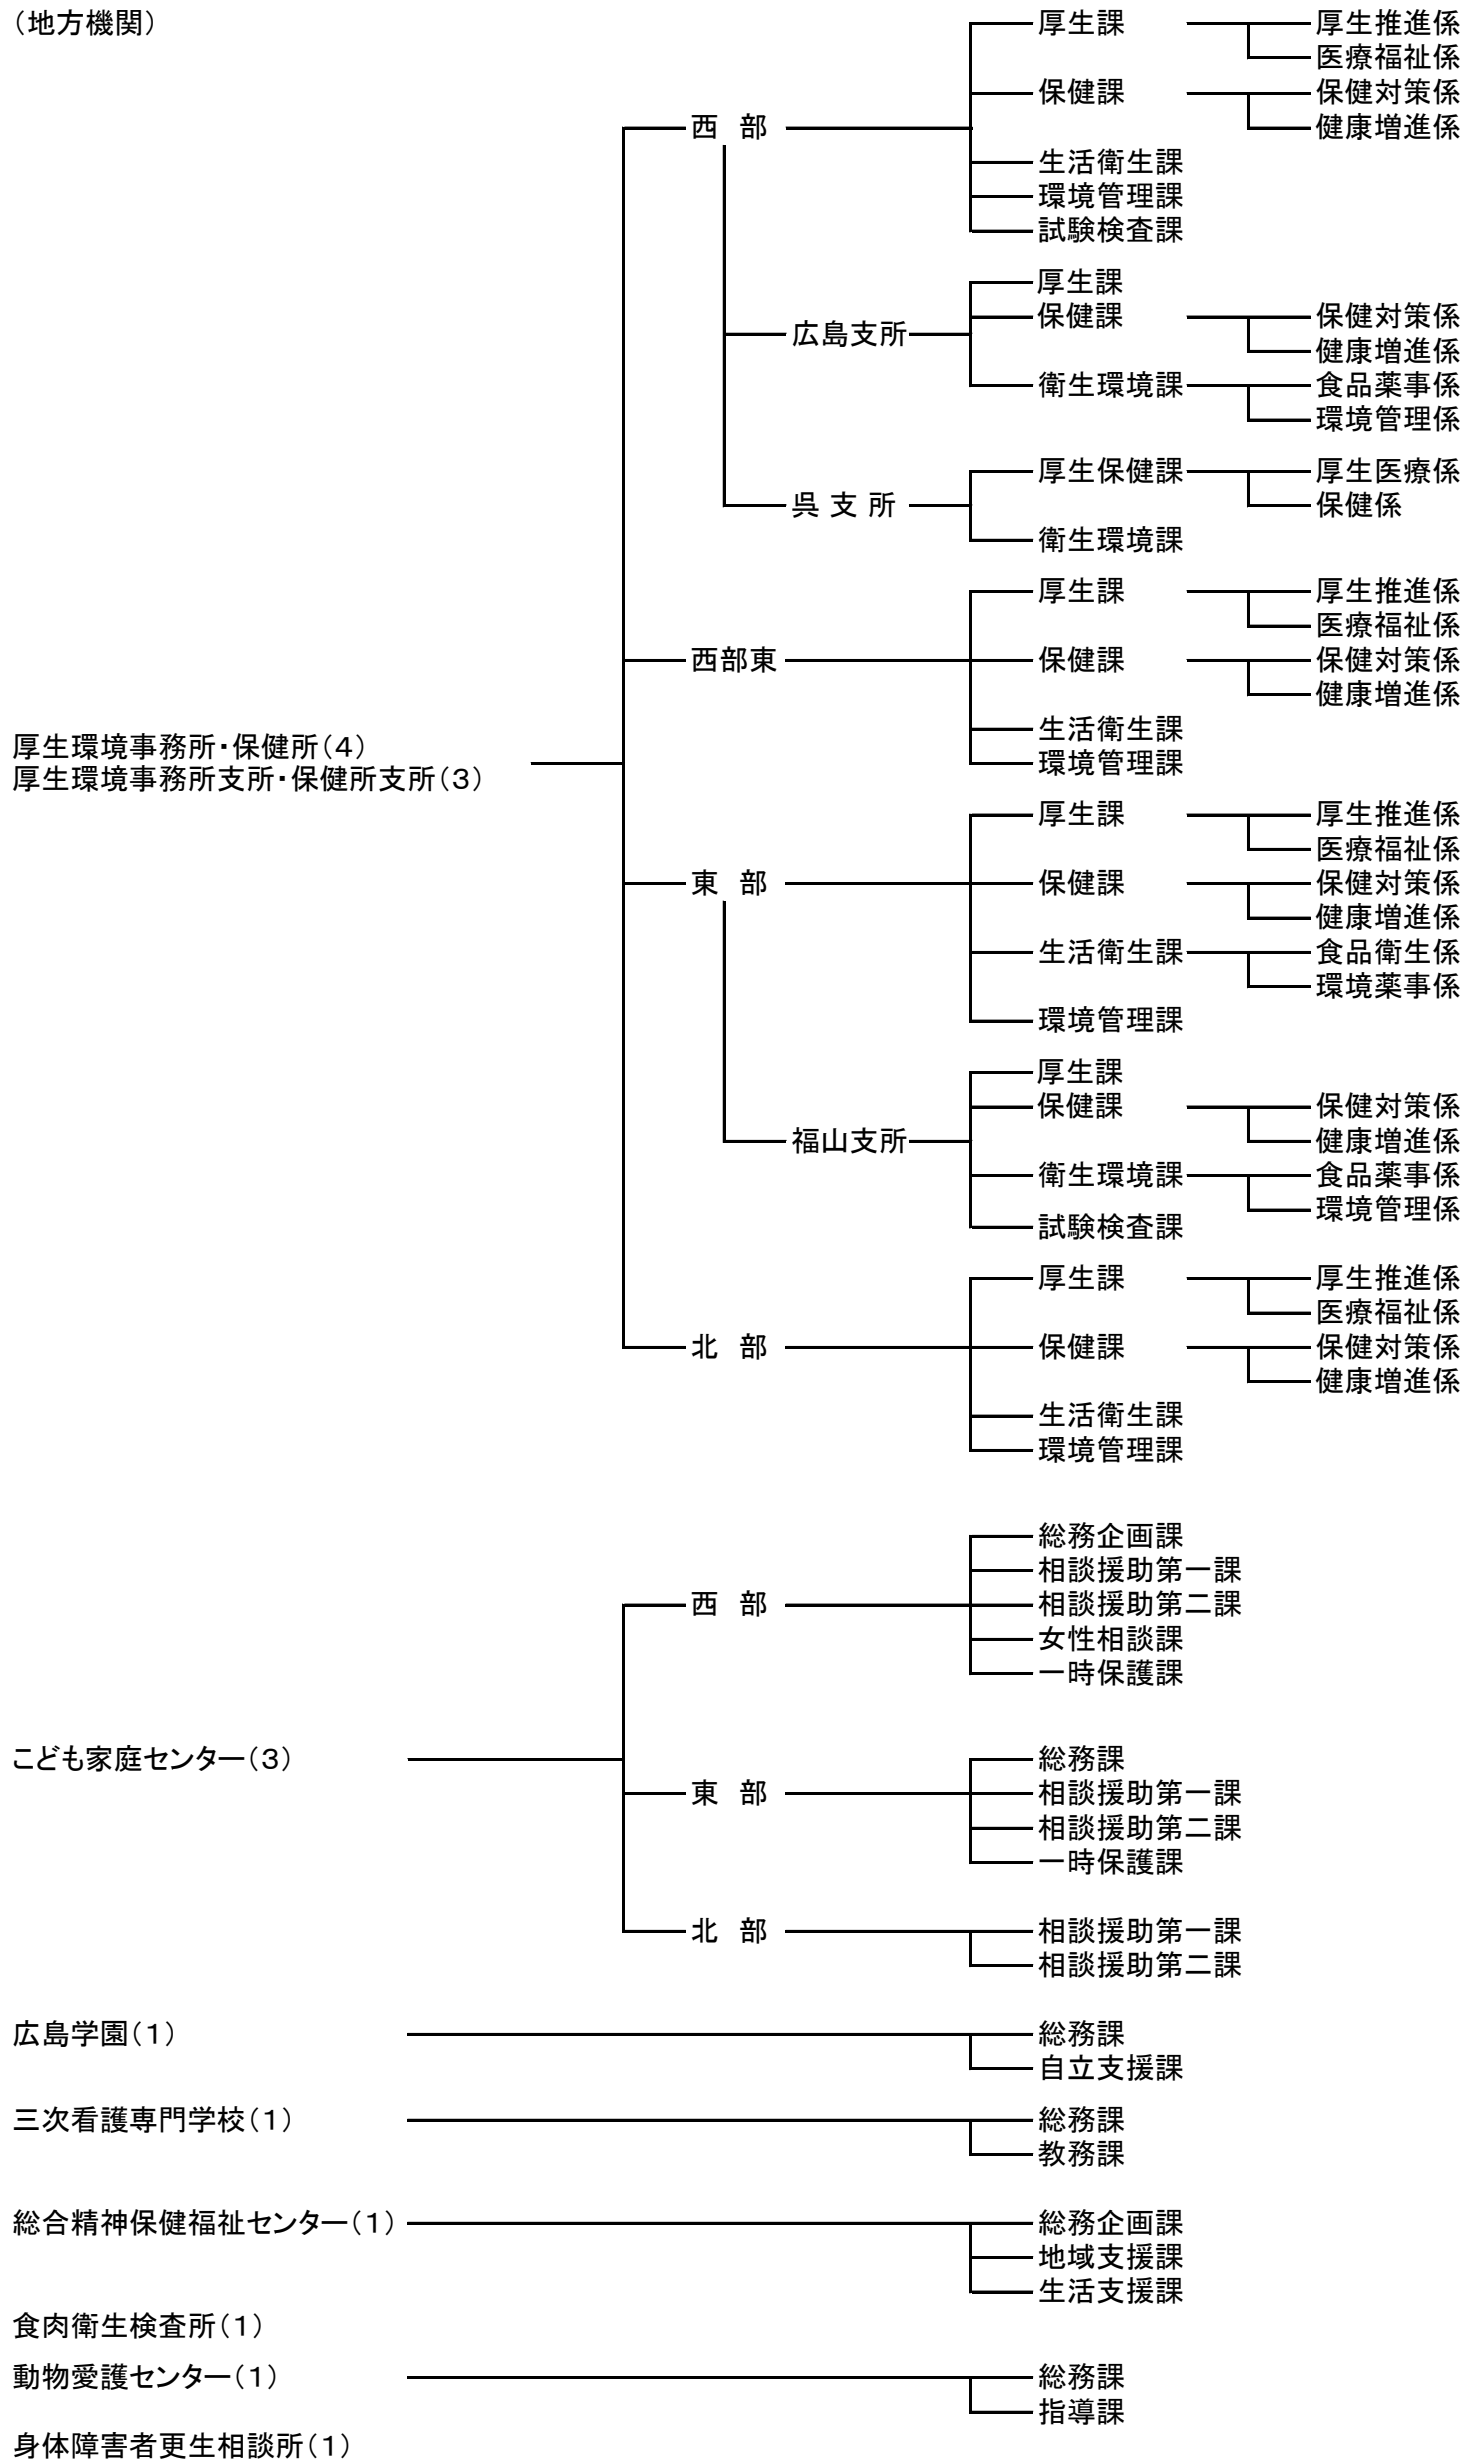 （地方機関）
厚生課 厚生推進係
医療福祉係
保健課 保健対策係
西 部 健康増進係
生活衛生課
環境管理課
試験検査課
厚生課
保健課 保健対策係
広島支所 健康増進係
衛生環境課 食品薬事係
環境管理係
厚生保健課 厚生医療係
呉 支 所 保健係
衛生環境課
厚生課 厚生推進係
医療福祉係
西部東 保健課 保健対策係
健康増進係
生活衛生課
厚生環境事務所・保健所（4）
環境管理課
厚生環境事務所支所・保健所支所（3）
厚生課 厚生推進係
医療福祉係
東 部 保健課 保健対策係
健康増進係
生活衛生課 食品衛生係
環境薬事係
環境管理課
厚生課
保健課 保健対策係
福山支所 健康増進係
衛生環境課 食品薬事係
環境管理係
試験検査課
厚生課 厚生推進係
医療福祉係
北 部 保健課 保健対策係
健康増進係
生活衛生課
環境管理課
総務企画課
相談援助第一課
西 部 相談援助第二課
女性相談課
一時保護課
こども家庭センター（3） 総務課
東 部 相談援助第一課
相談援助第二課
一時保護課
北 部 相談援助第一課
相談援助第二課
広島学園（1） 総務課
自立支援課
三次看護専門学校（1） 総務課
教務課
総合精神保健福祉センター（1） 総務企画課
地域支援課
生活支援課
食肉衛生検査所（1）
動物愛護センター（1） 総務課
指導課
身体障害者更生相談所（1）